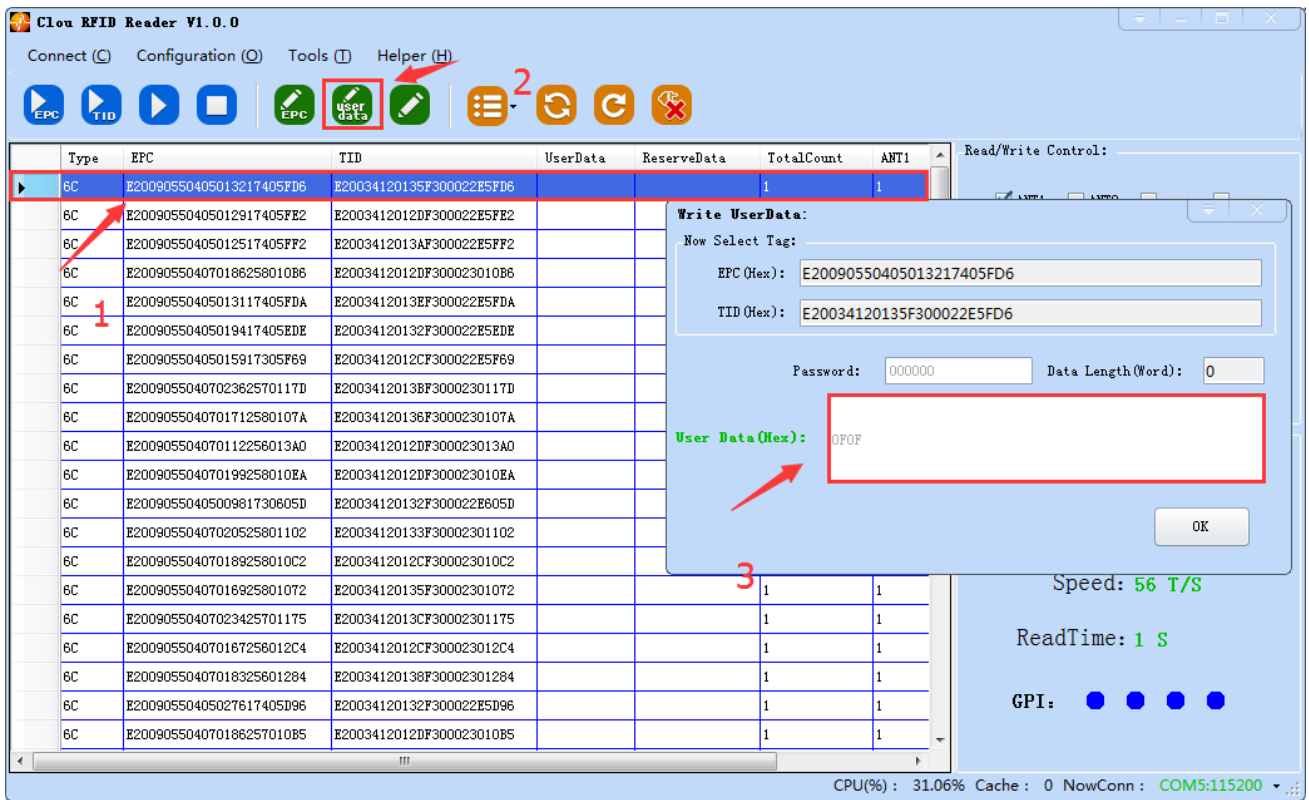 Clou RFID Reader V1.0.0
Connect (C) Configuration (O) Tools (T) Helper (H)
2
EPC TID EPC user data
Type EPC TID UserData ReserveData TotalCount ANT1
Read/Write Control:
6C E20090550405013217405FD6 E20034120135F300022E5FD6 1 1
ANT1 ANT2
6C E20090550405012917405FE2 E2003412012DF300022E5FE2
6C E20090550405012517405FF2 E2003412013AF300022E5FF2
6C E200905504070186258010B6 E2003412012DF300023010B6
6C E20090550405013117405FDA E2003412013EF300022E5FDA
1
6C E20090550405019417405EDE E20034120132F300022E5EDE
6C E20090550405015917305F69 E2003412012CF300022E5F69
6C E2009055040702362570117D E2003412013BF3000230117D
6C E2009055040701712580107A E20034120136F3000230107A
6C E200905504070112256013A0 E2003412012DF300023013A0
6C E200905504070199258010EA E2003412012DF300023010EA
6C E2009055040500981730605D E20034120132F300022E605D
6C E20090550407020525801102 E20034120133F30002301102
6C E200905504070189258010C2 E2003412012CF300023010C2
6C E20090550407016925801072 E20034120135F30002301072 1 1
6C E20090550407023425701175 E2003412013CF30002301175 1 1
6C E200905504070167256012C4 E2003412012CF300023012C4 1 1
6C E20090550407018325601284 E20034120138F30002301284 1 1
6C E20090550405027617405D96 E20034120132F300022E5D96 1 1
6C E200905504070186257010B5 E2003412012DF300023010B5 1 1
Write UserData:
Now Select Tag:
EPC(Hex): E20090550405013217405FD6
TID(Hex): E20034120135F300022E5FD6
Password: 000000 Data Length(Word): 0
User Data(Hex): 0F0F
OK
3
Speed: 56 T/S
ReadTime: 1 S
GPI:
CPU(%) : 31.06% Cache : 0 NowConn : COM5:115200